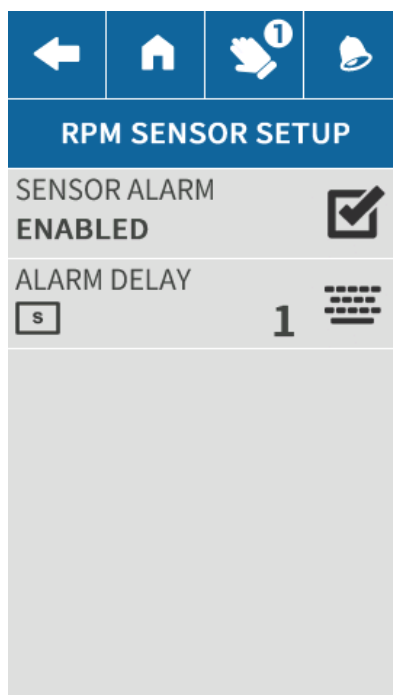 1
RPM SENSOR SETUP
SENSOR ALARM
ENABLED
ALARM DELAY
s
1